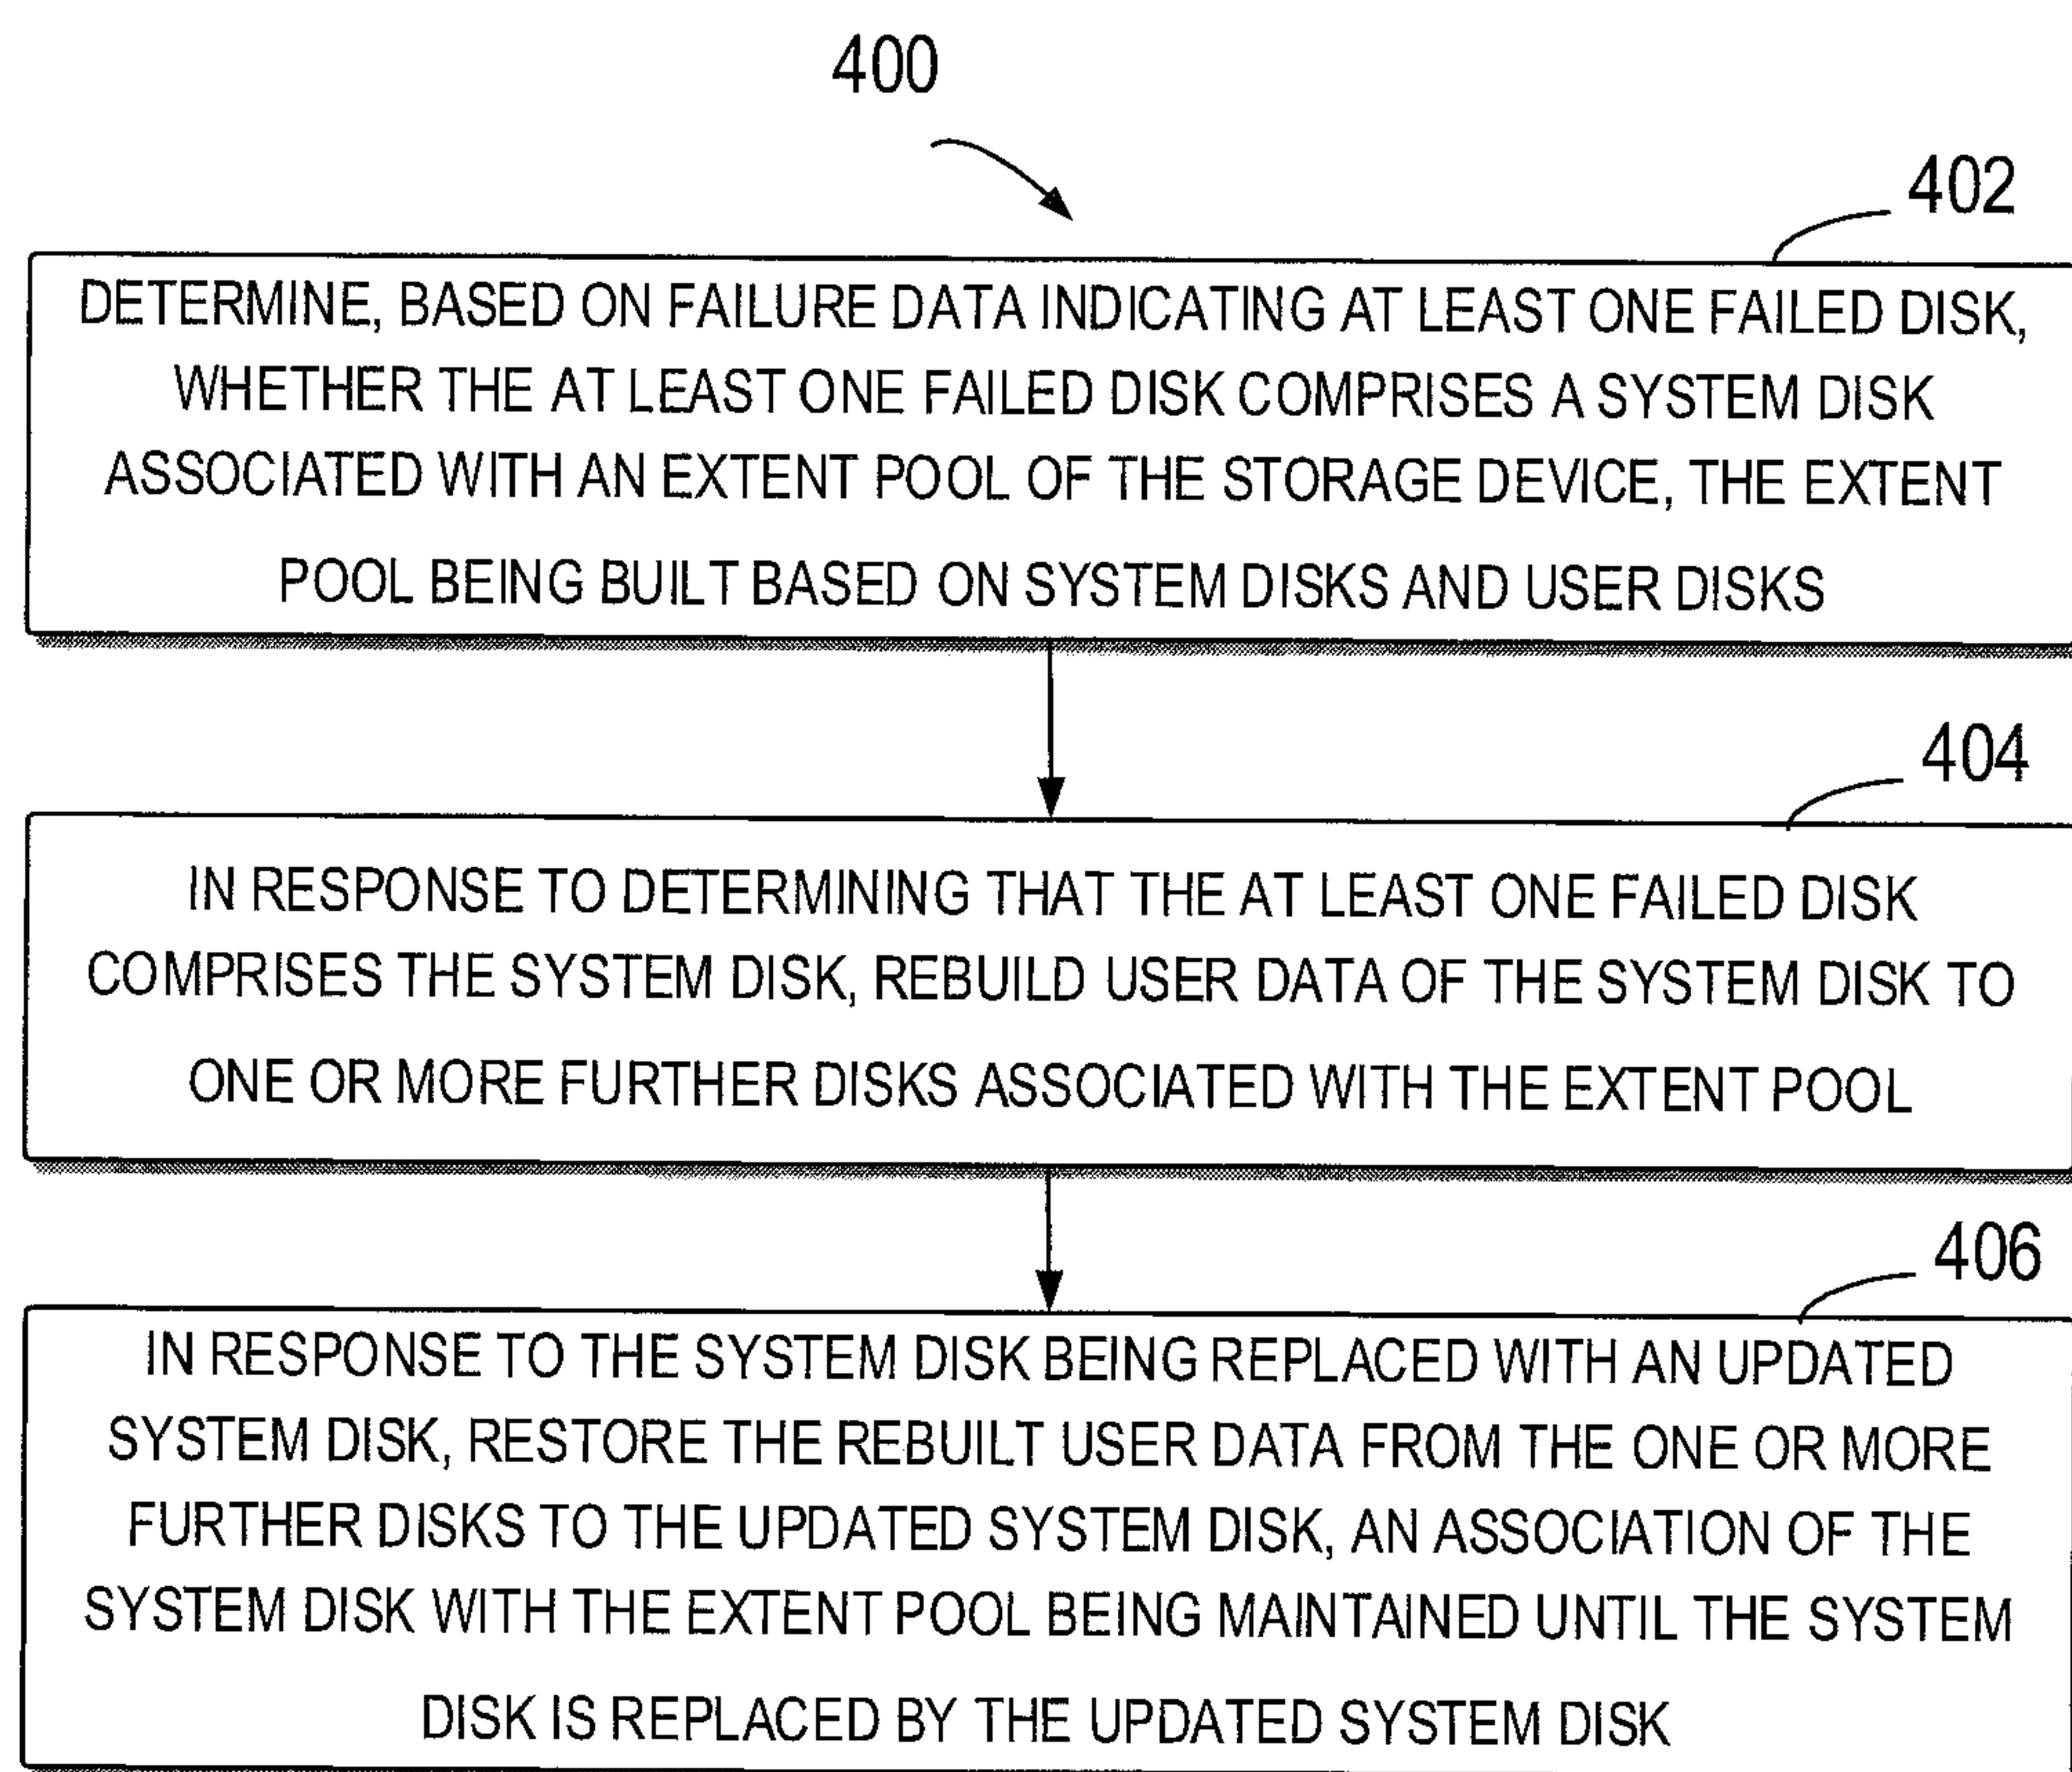 400
402
DETERMINE, BASED ON FAILURE DATA INDICATING AT LEAST ONE FAILED DISK,
WHETHER THE AT LEAST ONE FAILED DISK COMPRISES A SYSTEM DISK
ASSOCIATED WITH AN EXTENT POOL OF THE STORAGE DEVICE, THE EXTENT
POOL BEING BUILT BASED ON SYSTEM DISKS AND USER DISKS
404
IN RESPONSE TO DETERMINING THAT THE AT LEAST ONE FAILED DISK
COMPRISES THE SYSTEM DISK, REBUILD USER DATA OF THE SYSTEM DISK TO
ONE OR MORE FURTHER DISKS ASSOCIATED WITH THE EXTENT POOL
406
IN RESPONSE TO THE SYSTEM DISK BEING REPLACED WITH AN UPDATED
SYSTEM DISK, RESTORE THE REBUILT USER DATA FROM THE ONE OR MORE
FURTHER DISKS TO THE UPDATED SYSTEM DISK, AN ASSOCIATION OF THE
SYSTEM DISK WITH THE EXTENT POOL BEING MAINTAINED UNTIL THE SYSTEM
DISK IS REPLACED BY THE UPDATED SYSTEM DISK